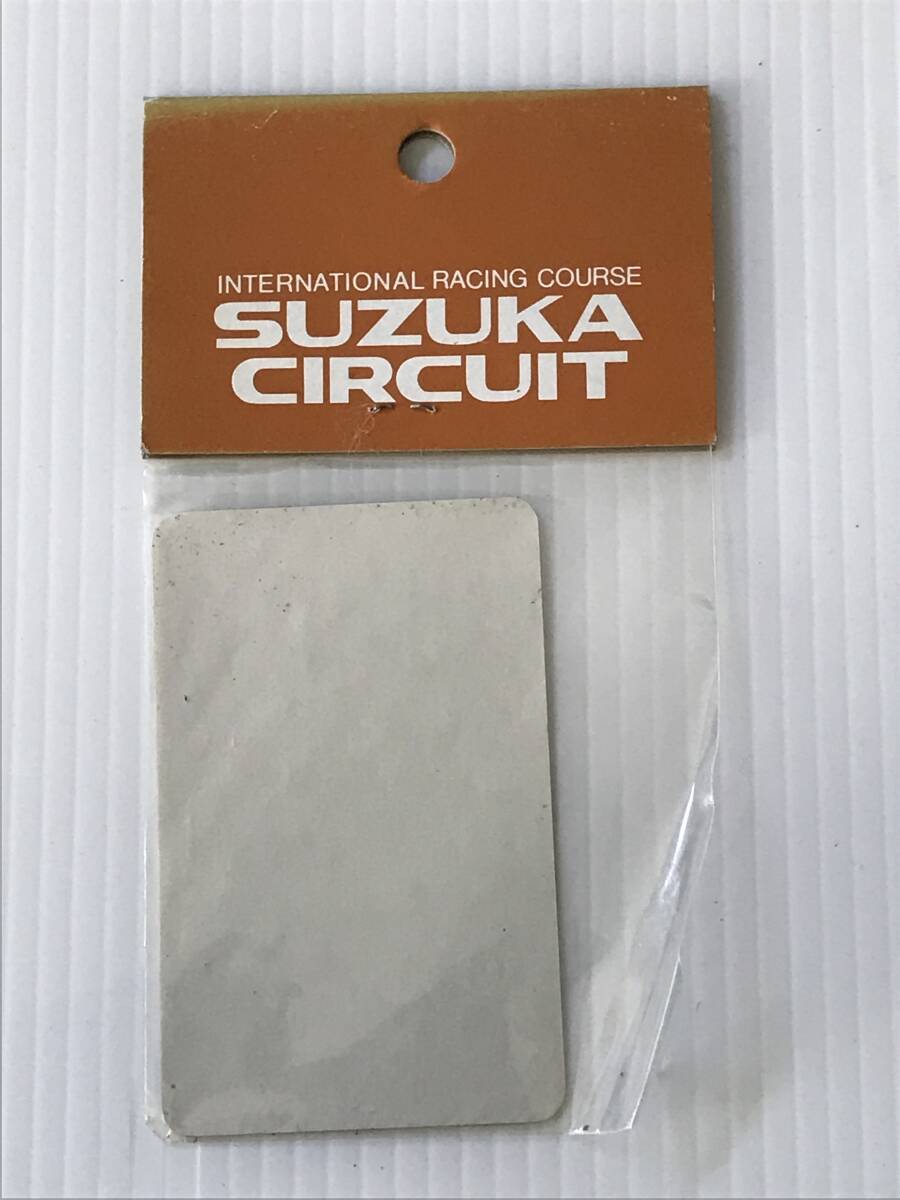 INTERNATIONAL RACING COURSE
SUZUKA
CIRCUIT